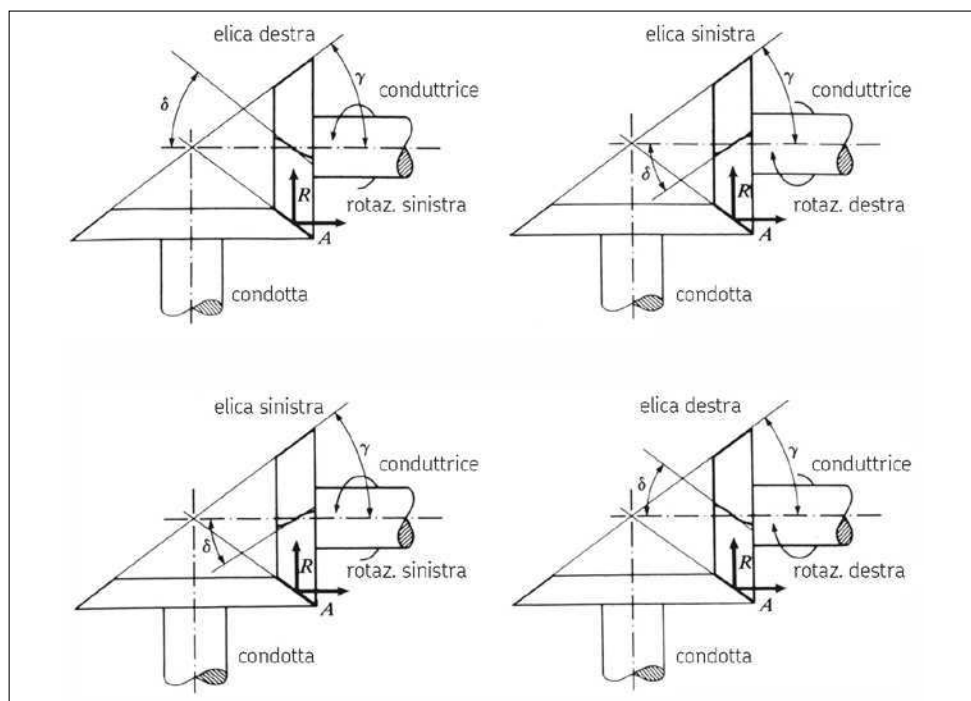 elica destra
γ
δ
conduttrice
R
rotaz. sinistra
A
condotta
elica sinistra
γ
conduttrice
δ
R
rotaz. destra
A
condotta
elica sinistra
γ
conduttrice
δ
R
rotaz. sinistra
A
condotta
elica destra
γ
δ
conduttrice
R
rotaz. destra
A
condotta